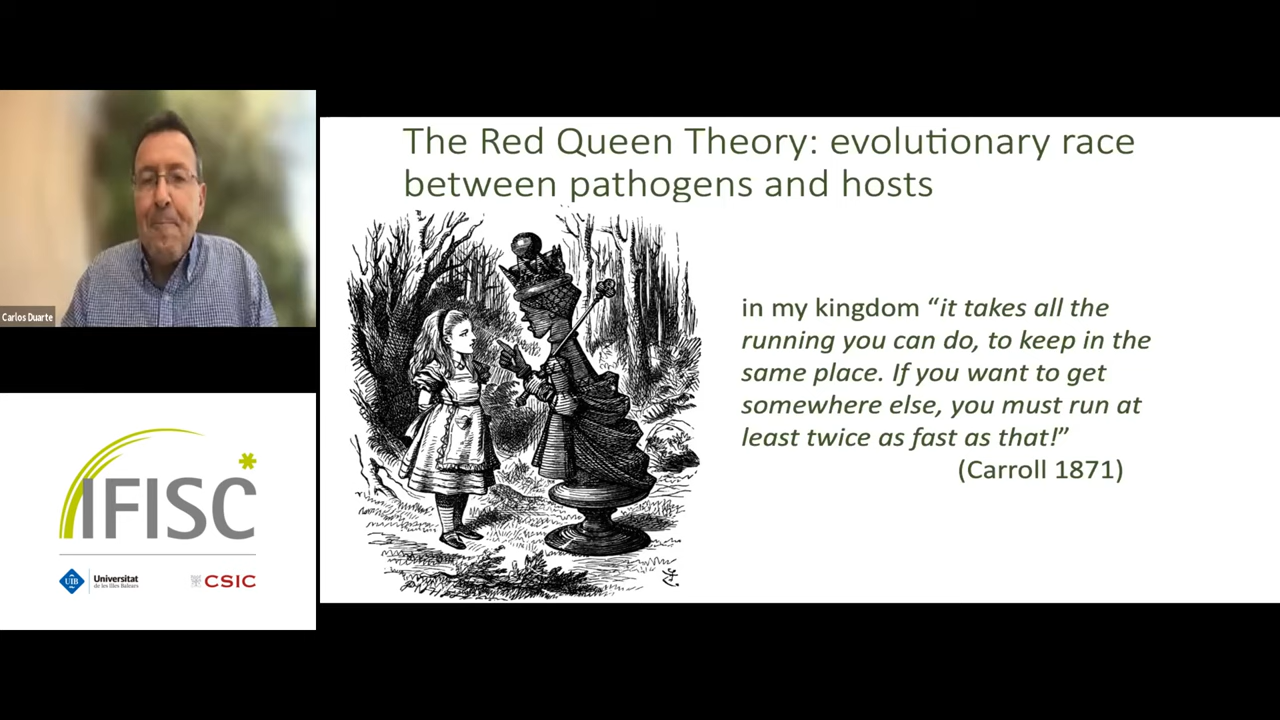 Carlos Duarte
IFISC
UIB
Universitat
de les Illes Balears
CSIC
The Red Queen Theory: evolutionary race
between pathogens and hosts
in my kingdom “it takes all the
running you can do, to keep in the
same place. If you want to get
somewhere else, you must run at
least twice as fast as that!”
(Carroll 1871)